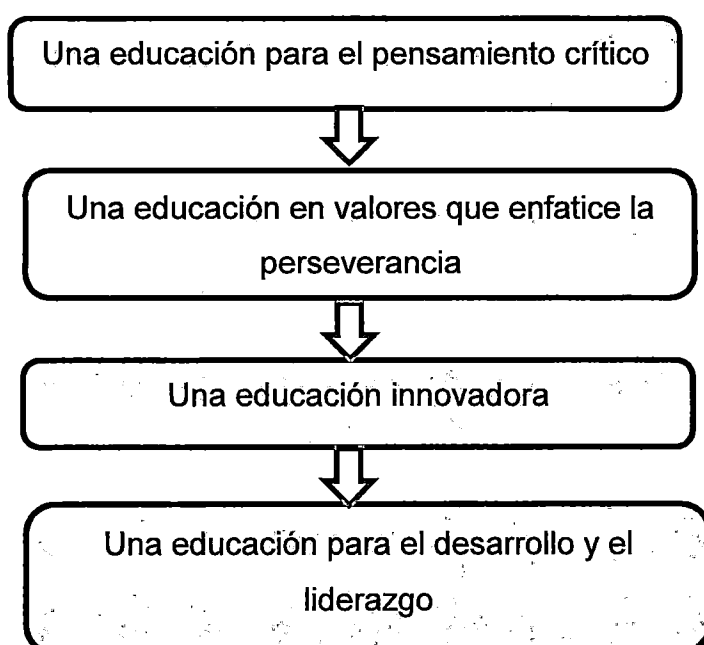 Una educación para el pensamiento crítico
Una educación en valores que enfatice la
perseverancia
Una educación innovadora
Una educación para el desarrollo y el
liderazgo